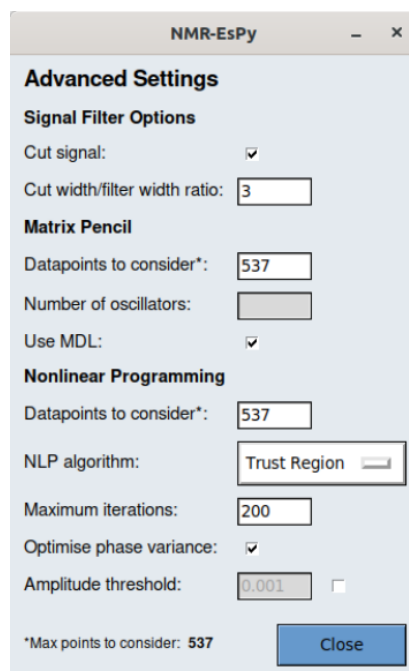 NMR-EsPy
Advanced Settings
Signal Filter Options
Cut signal:
Cut width/filter width ratio: 3
Matrix Pencil
Datapoints to consider*: 537
Number of oscillators:
Use MDL:
Nonlinear Programming
Datapoints to consider*: 537
NLP algorithm: Trust Region
Maximum iterations: 200
Optimise phase variance:
Amplitude threshold: 0.001
*Max points to consider: 537 Close